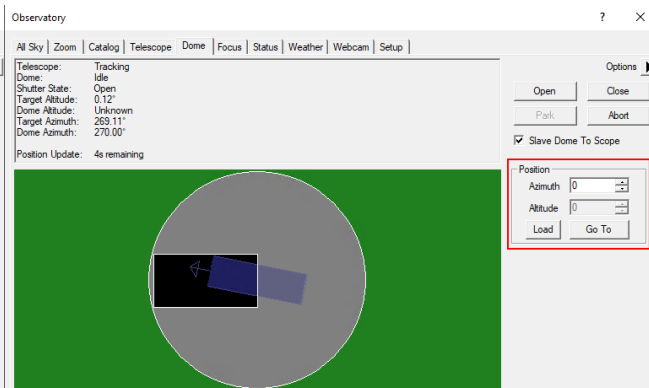 Observatory ? ×
All Sky Zoom Catalog Telescope Dome Focus Status Weather Webcam Setup
Telescope: Tracking
Dome: Idle
Shutter State: Open
Target Altitude: 0.12°
Dome Altitude: Unknown
Target Azimuth: 269.11°
Dome Azimuth: 270.00°
Position Update: 4s remaining
Options
Open Close
Park Abort
Slave Dome To Scope
Position
Azimuth 0
Altitude 0
Load Go To